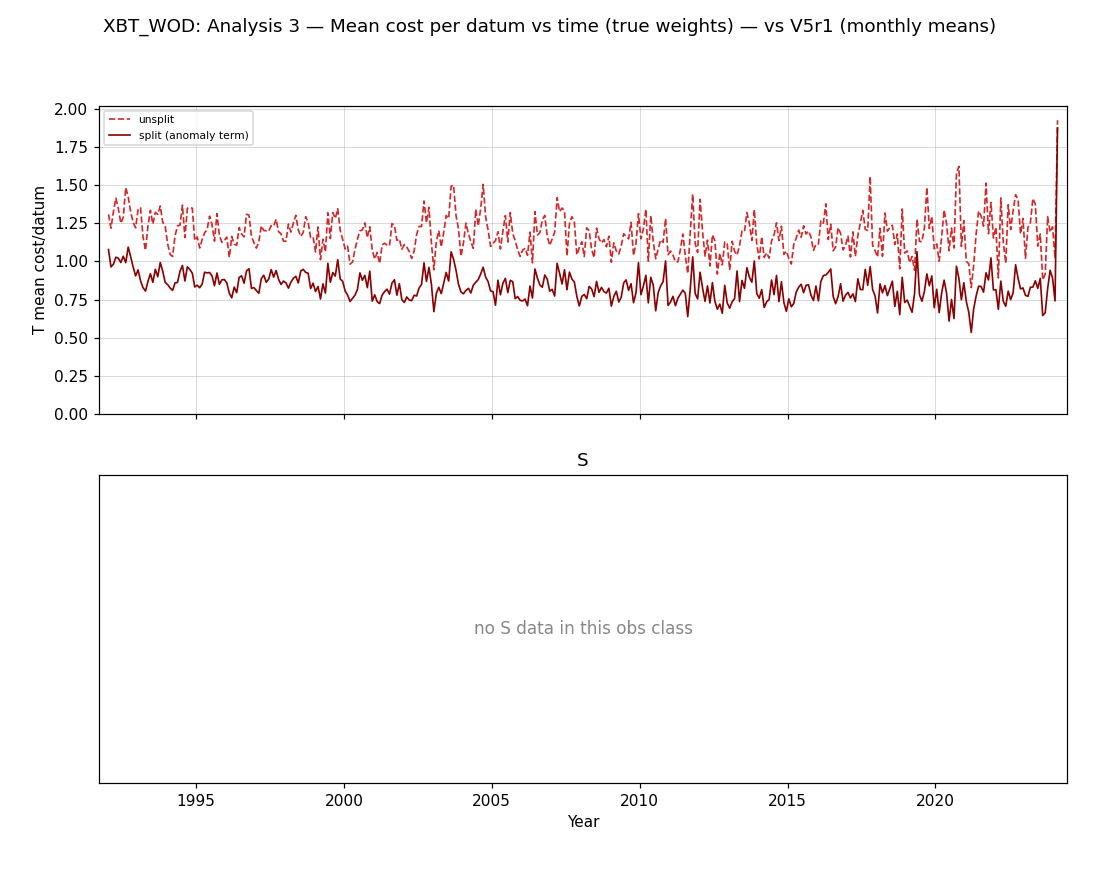 XBT_WOD: Analysis 3 — Mean cost per datum vs time (true weights) — vs V5r1 (monthly means)
2.00
1.75
1.50
1.25
1.00
0.75
0.50
0.25
0.00
T mean cost/datum
unsplit
split (anomaly term)
S
no S data in this obs class
1995 2000 2005 2010 2015 2020
Year